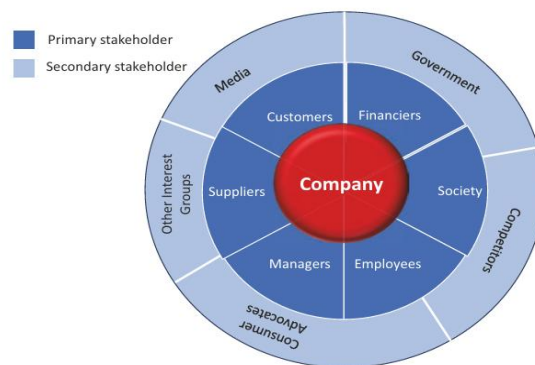 Primary stakeholder
Secondary stakeholder
Media
Government
Customers
Financiers
Other Interest
Groups
Suppliers
Company
Society
Competitors
Managers
Employees
Consumer
Advocates